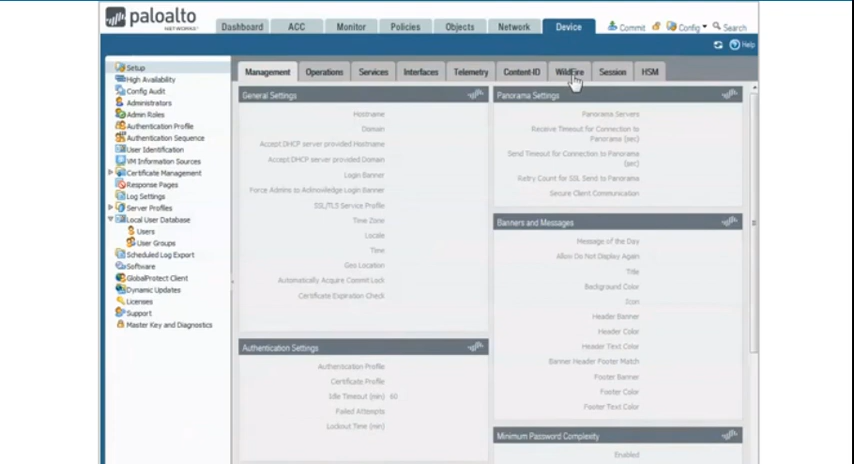 paloalto
NETWORKS
Dashboard ACC Monitor Policies Objects Network Device
Commit Config Search
Help
Setup
High Availability
Config Audit
Administrators
Admin Roles
Authentication Profile
Authentication Sequence
User Identification
VM Information Sources
Certificate Management
Response Pages
Log Settings
Server Profiles
Local User Database
Users
User Groups
Scheduled Log Export
Software
GlobalProtect Client
Dynamic Updates
Licenses
Support
Master Key and Diagnostics
Management Operations Services Interfaces Telemetry Content-ID WildFire Session HSM
General Settings
Hostname
Domain
Accept DHCP server provided Hostname
Accept DHCP server provided Domain
Login Banner
Force Admins to Acknowledge Login Banner
SSL/TLS Service Profile
Time Zone
Locale
Time
Geo Location
Automatically Acquire Commit Lock
Certificate Expiration Check
Authentication Settings
Authentication Profile
Certificate Profile
Idle Timeout (min) 60
Failed Attempts
Lockout Time (min)
Panorama Settings
Panorama Servers
Receive Timeout for Connection to
Panorama (sec)
Send Timeout for Connection to Panorama
(sec)
Retry Count for SSL Send to Panorama
Secure Client Communication
Banners and Messages
Message of the Day
Allow Do Not Display Again
Title
Background Color
Icon
Header Banner
Header Color
Header Text Color
Banner Header Footer Match
Footer Banner
Footer Color
Footer Text Color
Minimum Password Complexity
Enabled